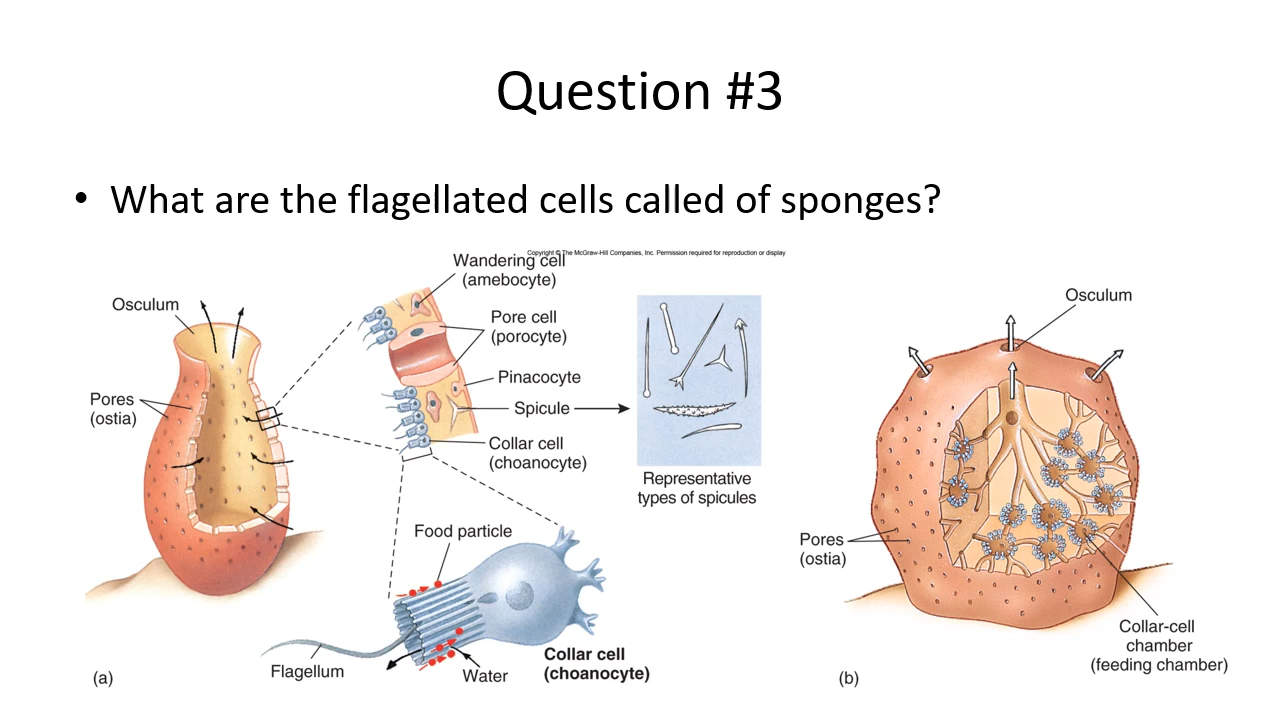 Question #3
• What are the flagellated cells called of sponges?
Copyright © The McGraw-Hill Companies, Inc. Permission required for reproduction or display
Wandering cell
(amebocyte)
Osculum
Pore cell
(porocyte)
Pinacocyte
Pores
(ostia)
Spicule
Collar cell
(choanocyte)
Representative
types of spicules
Food particle
Flagellum
Water
Collar cell
(choanocyte)
(a)
Osculum
Pores
(ostia)
Collar-cell
chamber
(feeding chamber)
(b)